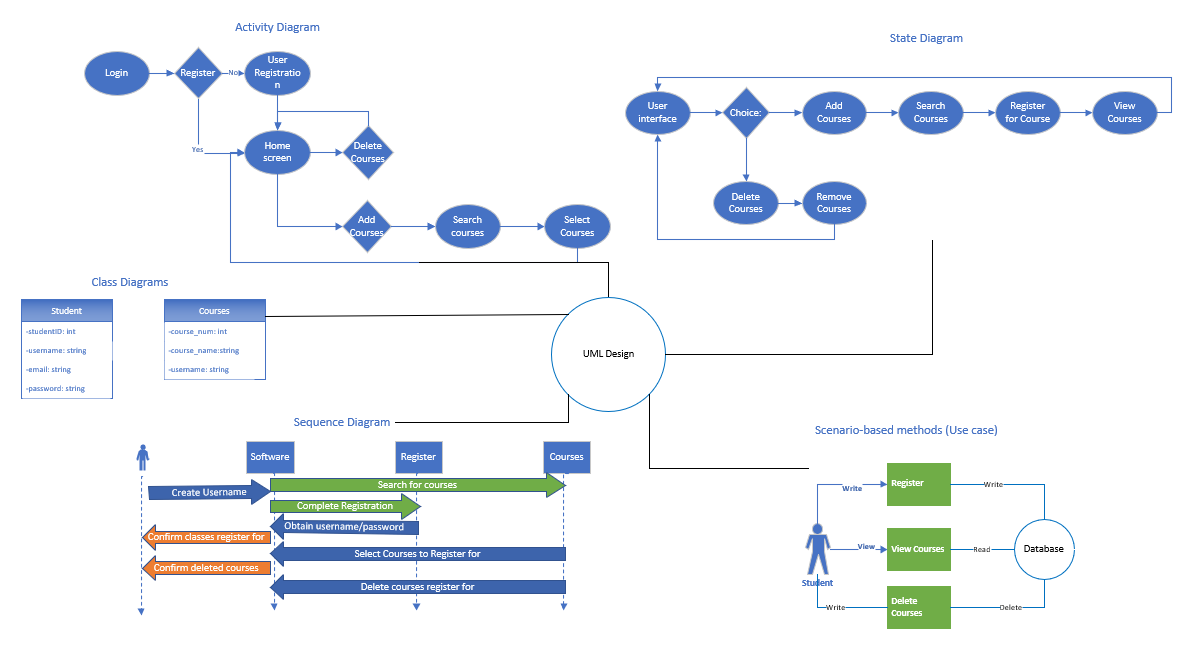 Activity Diagram
Login
Register
No
User
Registratio
n
Yes
Home
screen
Delete
Courses
Add
Courses
Search
courses
Select
Courses
State Diagram
User
interface
Choice:
Add
Courses
Search
Courses
Register
for Course
View
Courses
Delete
Courses
Remove
Courses
Class Diagrams
Student
-studentID: int
-username: string
-email: string
-password: string
Courses
-course_num: int
-course_name:string
-username: string
UML Design
Sequence Diagram
Software
Register
Courses
Create Username
Search for courses
Complete Registration
Obtain username/password
Confirm classes register for
Select Courses to Register for
Confirm deleted courses
Delete courses register for
Scenario-based methods (Use case)
Register
Write
Write
View Courses
View
Read
Database
Student
Delete
Courses
Write
Delete